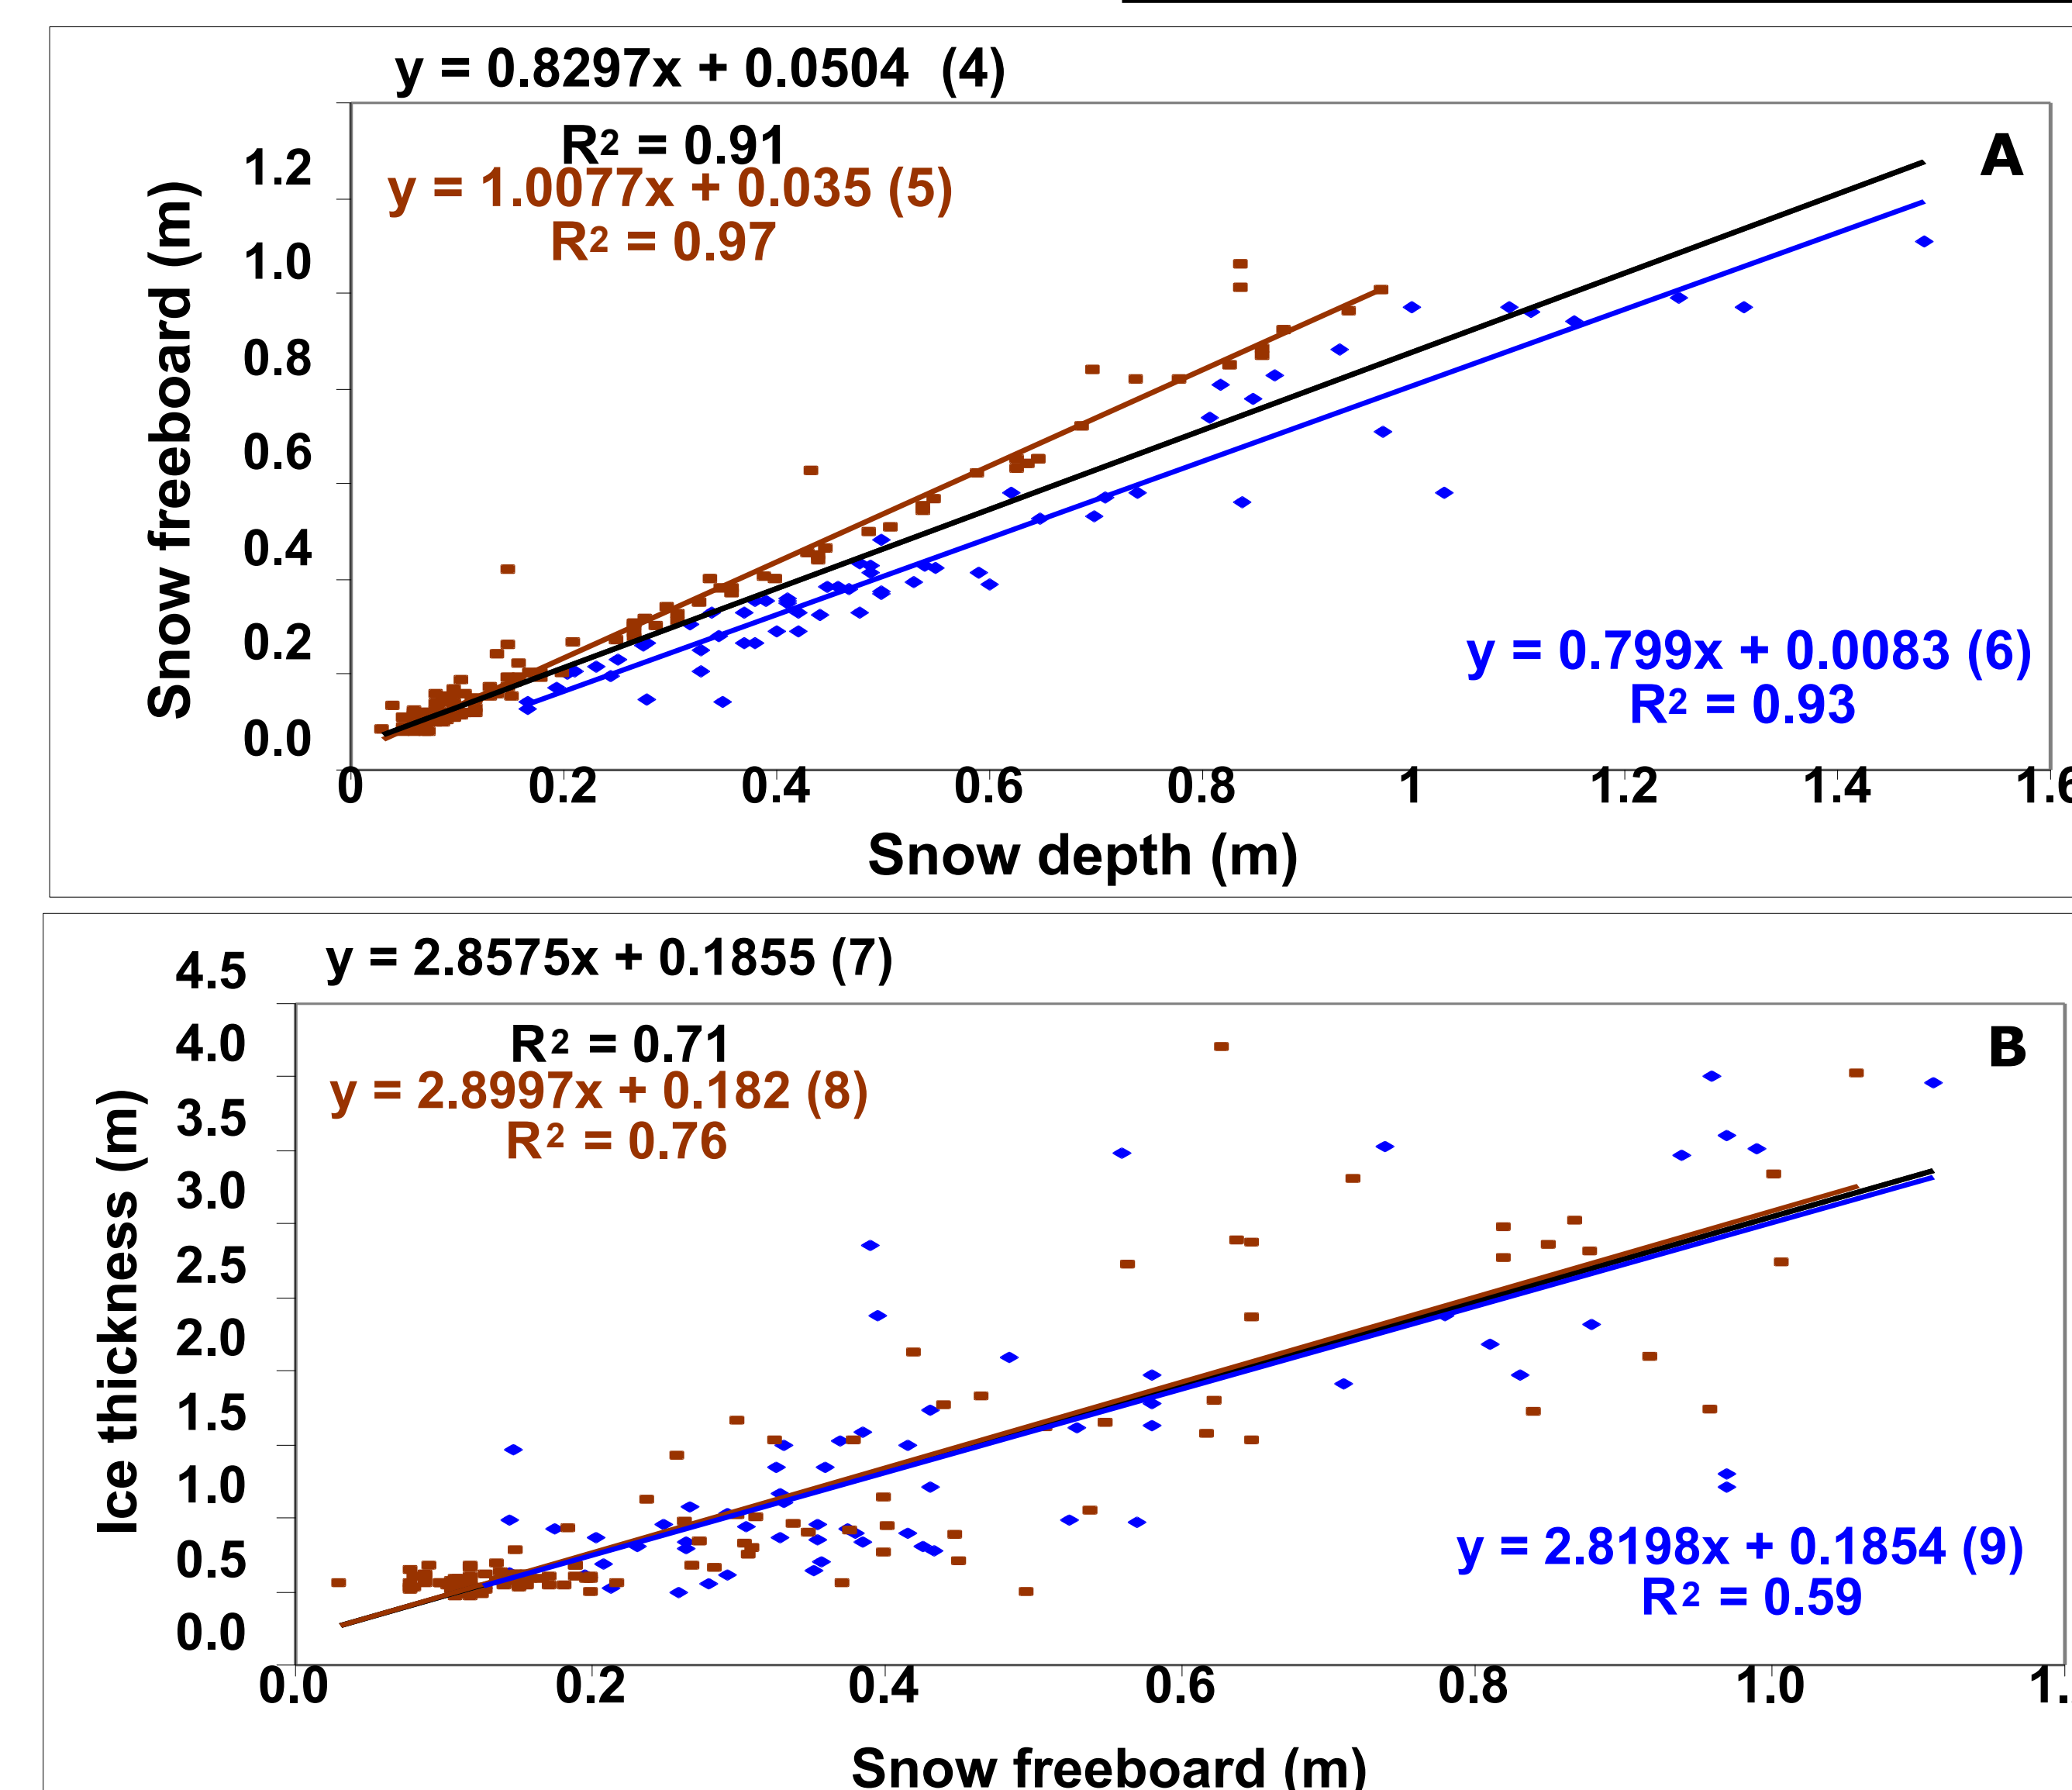 y = 0.8297x + 0.0504 (4)
R2 = 0.91
y = 1.0077x + 0.035 (5)
R2 = 0.97
A
1.2
1.0
0.8
0.6
0.4
0.2
0.0
Snow freeboard (m)
y = 0.799x + 0.0083 (6)
R2 = 0.93
0 0.2 0.4 0.6 0.8 1 1.2 1.4 1.6
Snow depth (m)
y = 2.8575x + 0.1855 (7)
R2 = 0.71
y = 2.8997x + 0.182 (8)
R2 = 0.76
B
4.5
4.0
3.5
3.0
2.5
2.0
1.5
1.0
0.5
0.0
Ice thickness (m)
y = 2.8198x + 0.1854 (9)
R2 = 0.59
0.0 0.2 0.4 0.6 0.8 1.0 1.
Snow freeboard (m)